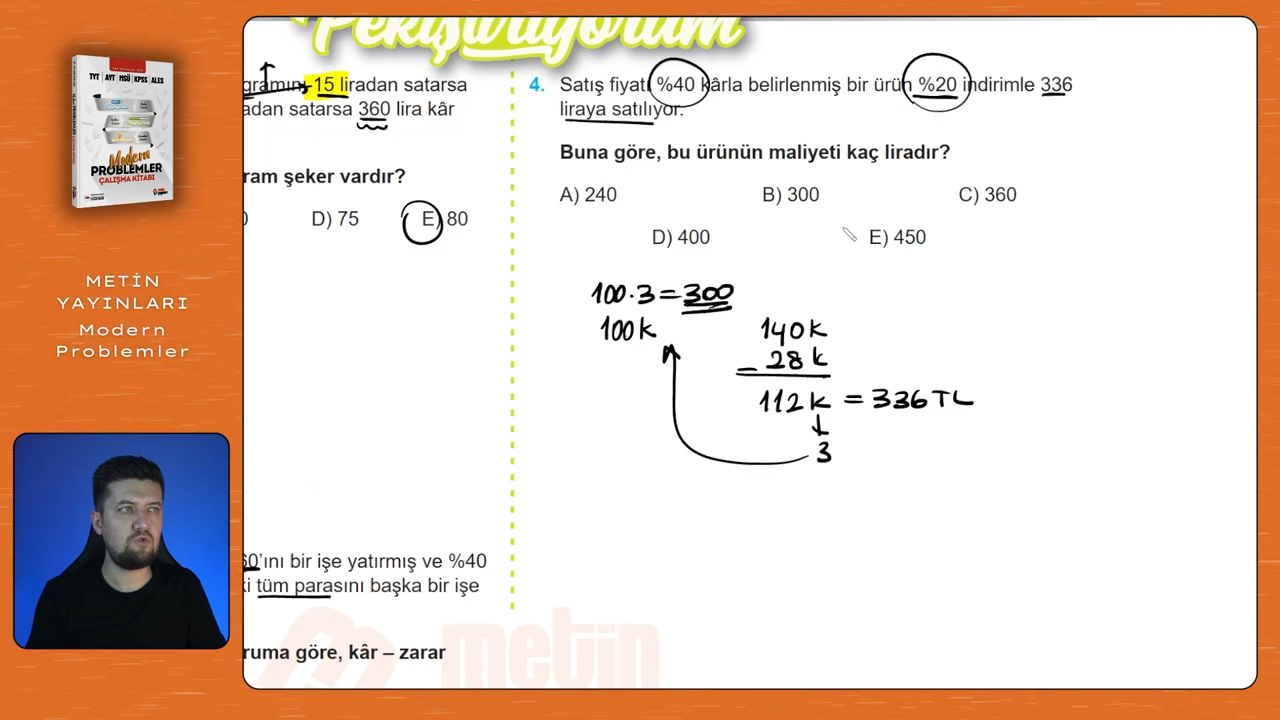 Pekiştiriyorum
TYT | AYT | MSÜ | KPSS | ALES
Modern
PROBLEMLER
ÇALIŞMA KİTABI
METİN
YAYINLARI
Modern
Problemler
gramını 15 liradan satarsa
adan satarsa 360 lira kâr
ram şeker vardır?
0 D) 75 E) 80
60'ını bir işe yatırmış ve %40
ki tüm parasını başka bir işe
ruma göre, kâr – zarar
4. Satış fiyatı %40 kârla belirlenmiş bir ürün %20 indirimle 336
liraya satılıyor.
Buna göre, bu ürünün maliyeti kaç liradır?
A) 240 B) 300 C) 360
D) 400 E) 450
100·3=300
100k 140k
– 28k
112k = 336 TL
3
metin